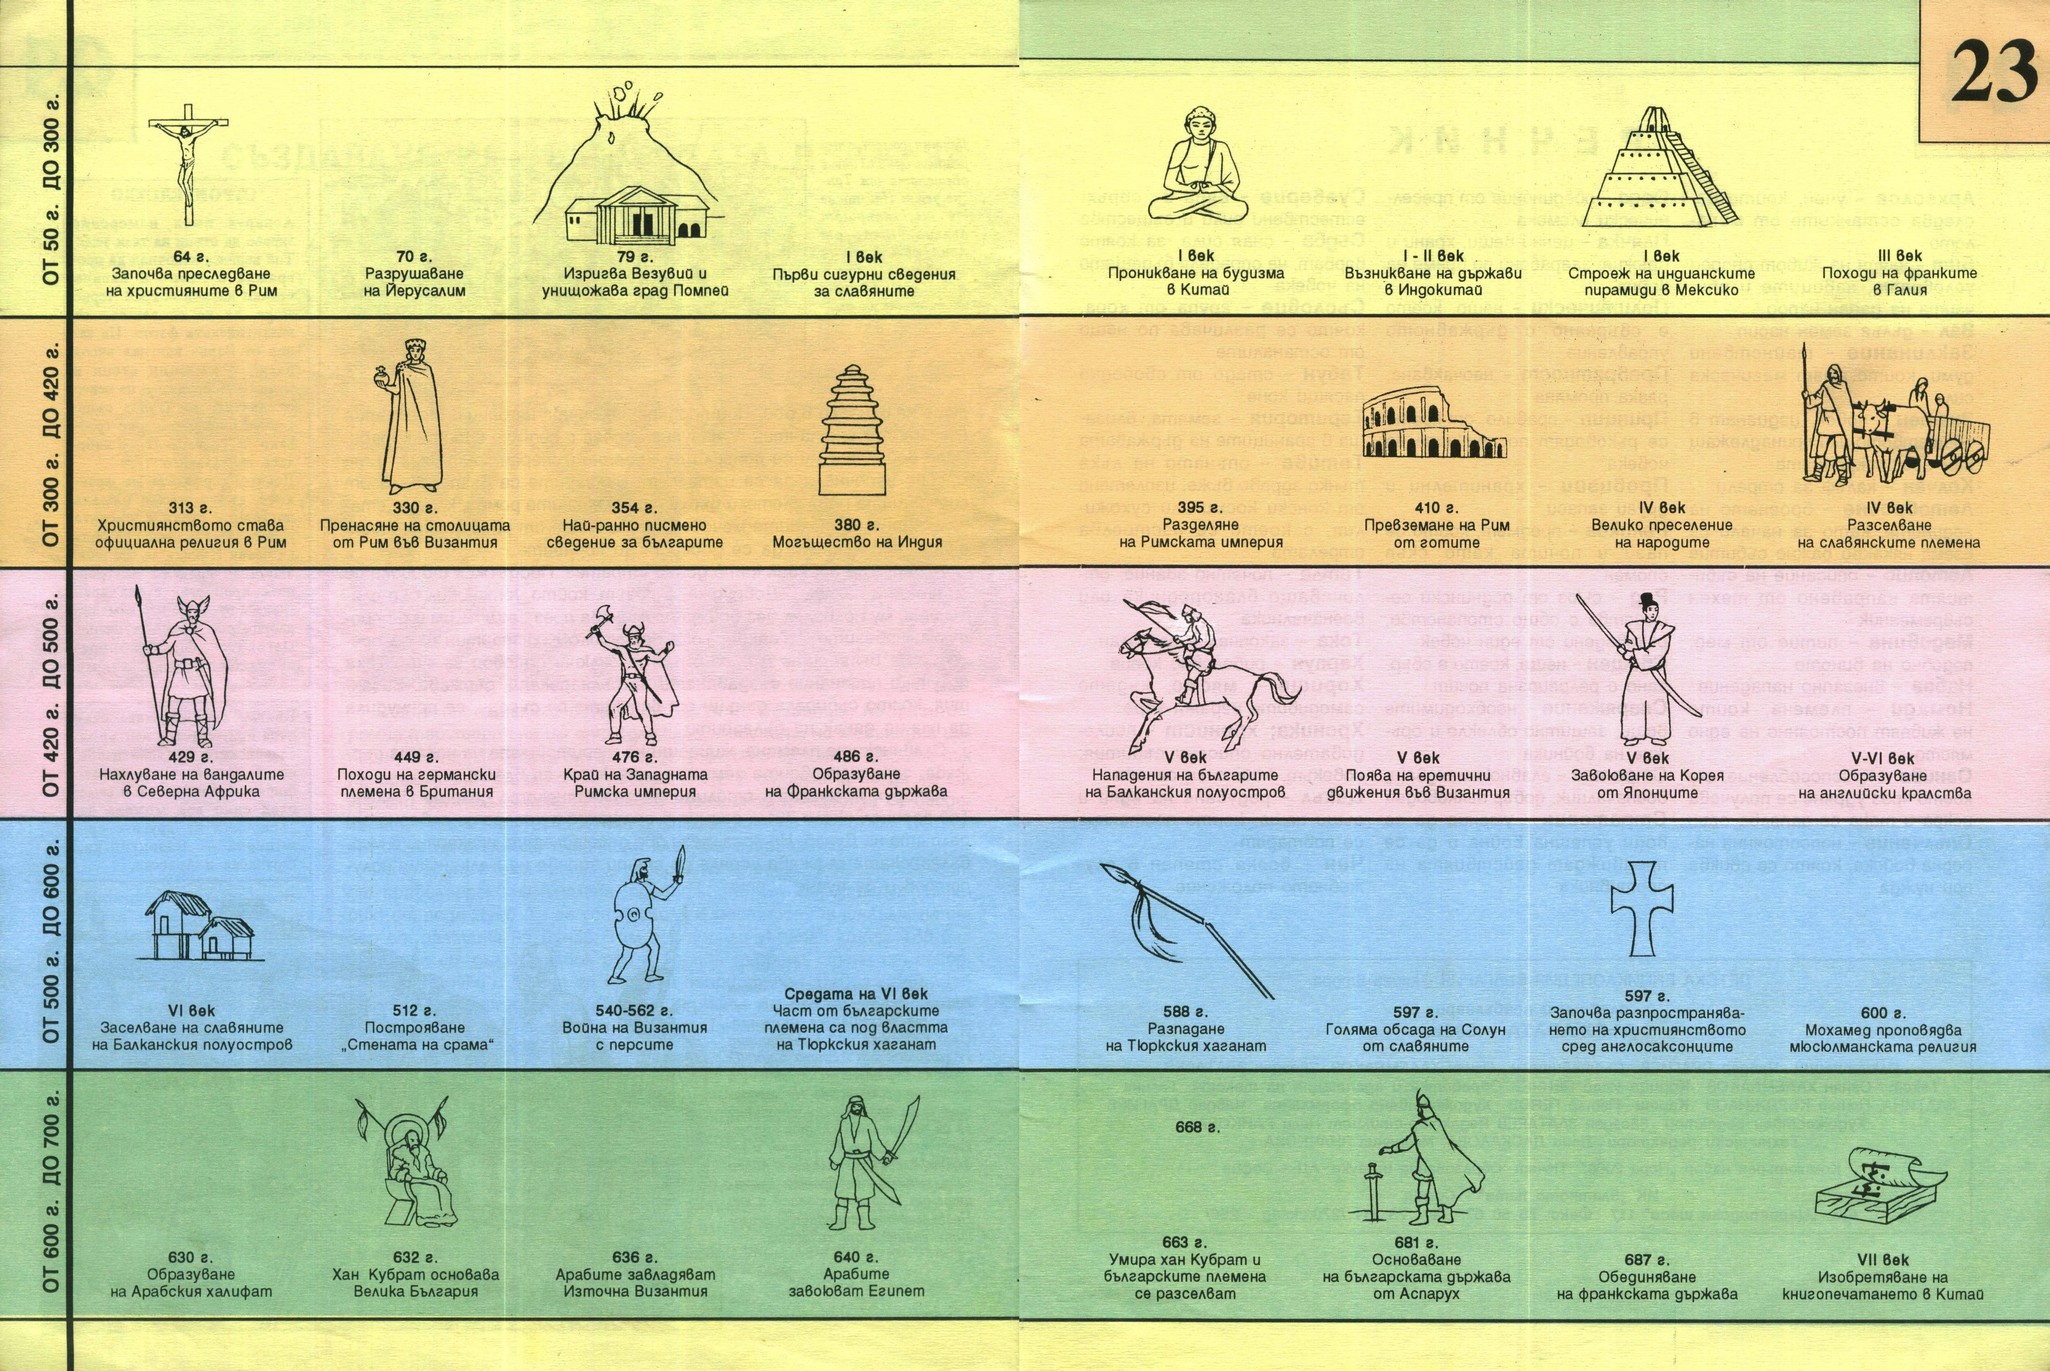 23
ОТ 50 г. ДО 300 г.
64 г.
Започва преследване
на християните в Рим
70 г.
Разрушаване
на Йерусалим
79 г.
Изригва Везувий и
унищожава град Помпей
I век
Първи сигурни сведения
за славяните
I век
Проникване на будизма
в Китай
I - II век
Възникване на държави
в Индокитай
I век
Строеж на индианските
пирамиди в Мексико
III век
Походи на франките
в Галия
ОТ 300 г. ДО 420 г.
313 г.
Християнството става
официална религия в Рим
330 г.
Пренасяне на столицата
от Рим във Византия
354 г.
Най-ранно писмено
сведение за българите
380 г.
Могъщество на Индия
395 г.
Разделяне
на Римската империя
410 г.
Превземане на Рим
от готите
IV век
Велико преселение
на народите
IV век
Разселване
на славянските племена
ОТ 420 г. ДО 500 г.
429 г.
Нахлуване на вандалите
в Северна Африка
449 г.
Походи на германски
племена в Британия
476 г.
Край на Западната
Римска империя
486 г.
Образуване
на Франкската държава
V век
Нападения на българите
на Балканския полуостров
V век
Поява на еретични
движения във Византия
V век
Завоюване на Корея
от Японците
V-VI век
Образуване
на английски кралства
ОТ 500 г. ДО 600 г.
VI век
Заселване на славяните
на Балканския полуостров
512 г.
Построяване
„Стената на срама“
540-562 г.
Война на Византия
с персите
Средата на VI век
Част от българските
племена са под властта
на Тюркския хаганат
588 г.
Разпадане
на Тюркския хаганат
597 г.
Голяма обсада на Солун
от славяните
597 г.
Започва разпространява-
нето на християнството
сред англосаксонците
600 г.
Мохамед проповядва
мюсюлманската религия
ОТ 600 г. ДО 700 г.
630 г.
Образуване
на Арабския халифат
632 г.
Хан Кубрат основава
Велика България
636 г.
Арабите завладяват
Източна Византия
640 г.
Арабите
завоюват Египет
668 г.
663 г.
Умира хан Кубрат и
българските племена
се разселват
681 г.
Основаване
на българската държава
от Аспарух
687 г.
Обединяване
на франкската държава
VII век
Изобретяване на
книгопечатането в Китай